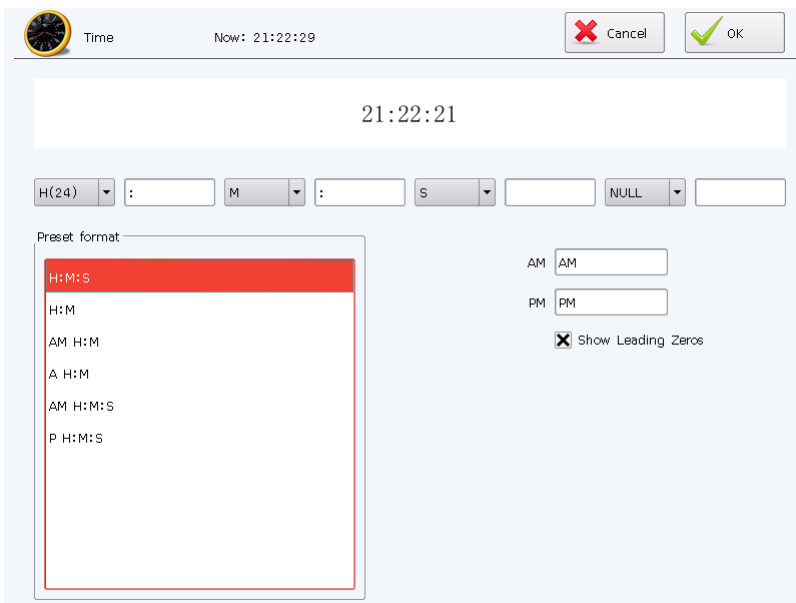 Time Now: 21:22:29 Cancel OK
21:22:21
H(24) : M : S NULL
Preset format
H:M:S
H:M
AM H:M
A H:M
AM H:M:S
P H:M:S
AM AM
PM PM
Show Leading Zeros